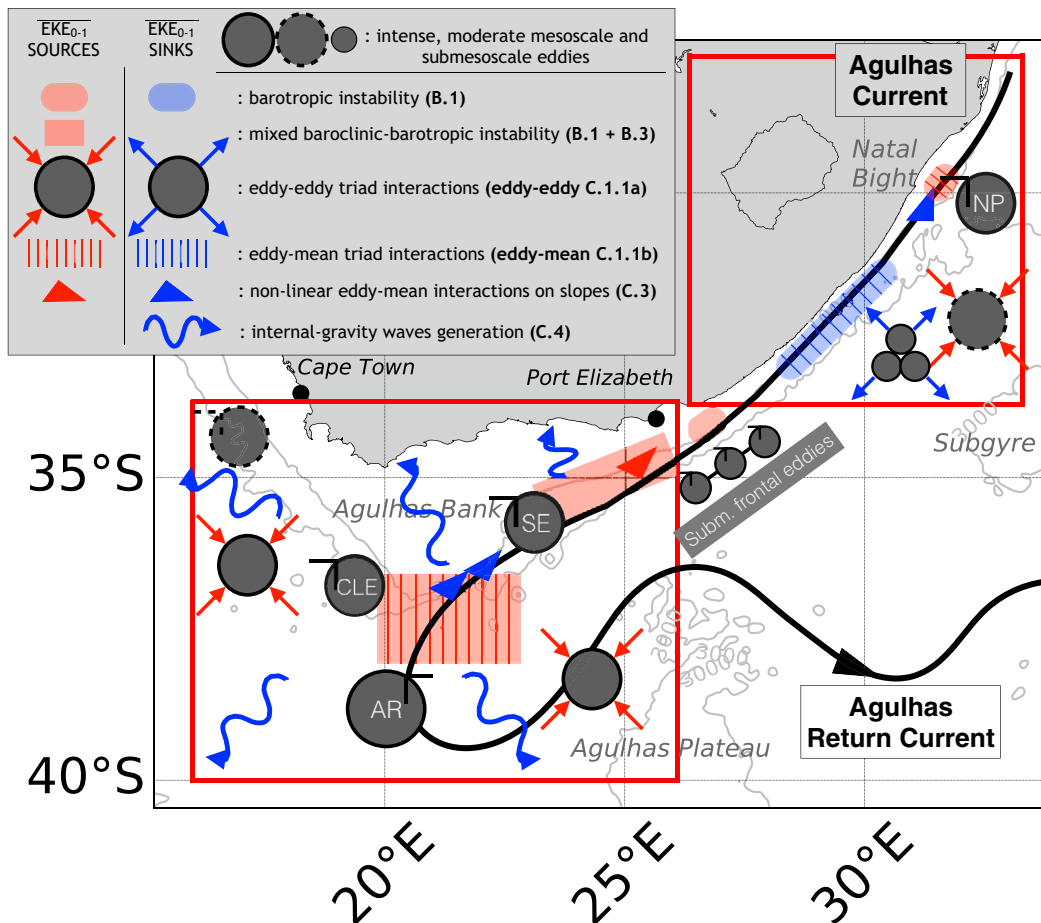 EKE0-1
SOURCES
EKE0-1
SINKS
: intense, moderate mesoscale and
submesoscale eddies
: barotropic instability (B.1)
: mixed baroclinic-barotropic instability (B.1 + B.3)
: eddy-eddy triad interactions (eddy-eddy C.1.1a)
: eddy-mean triad interactions (eddy-mean C.1.1b)
: non-linear eddy-mean interactions on slopes (C.3)
: internal-gravity waves generation (C.4)
Agulhas
Current
Natal
Bight
NP
Cape Town
Port Elizabeth
3000
Subgyre
35°S
Agulhas Bank
SE
Subm. frontal eddies
CLE
AR
3000
30000
Agulhas Plateau
Agulhas
Return Current
40°S
20°E
25°E
30°E